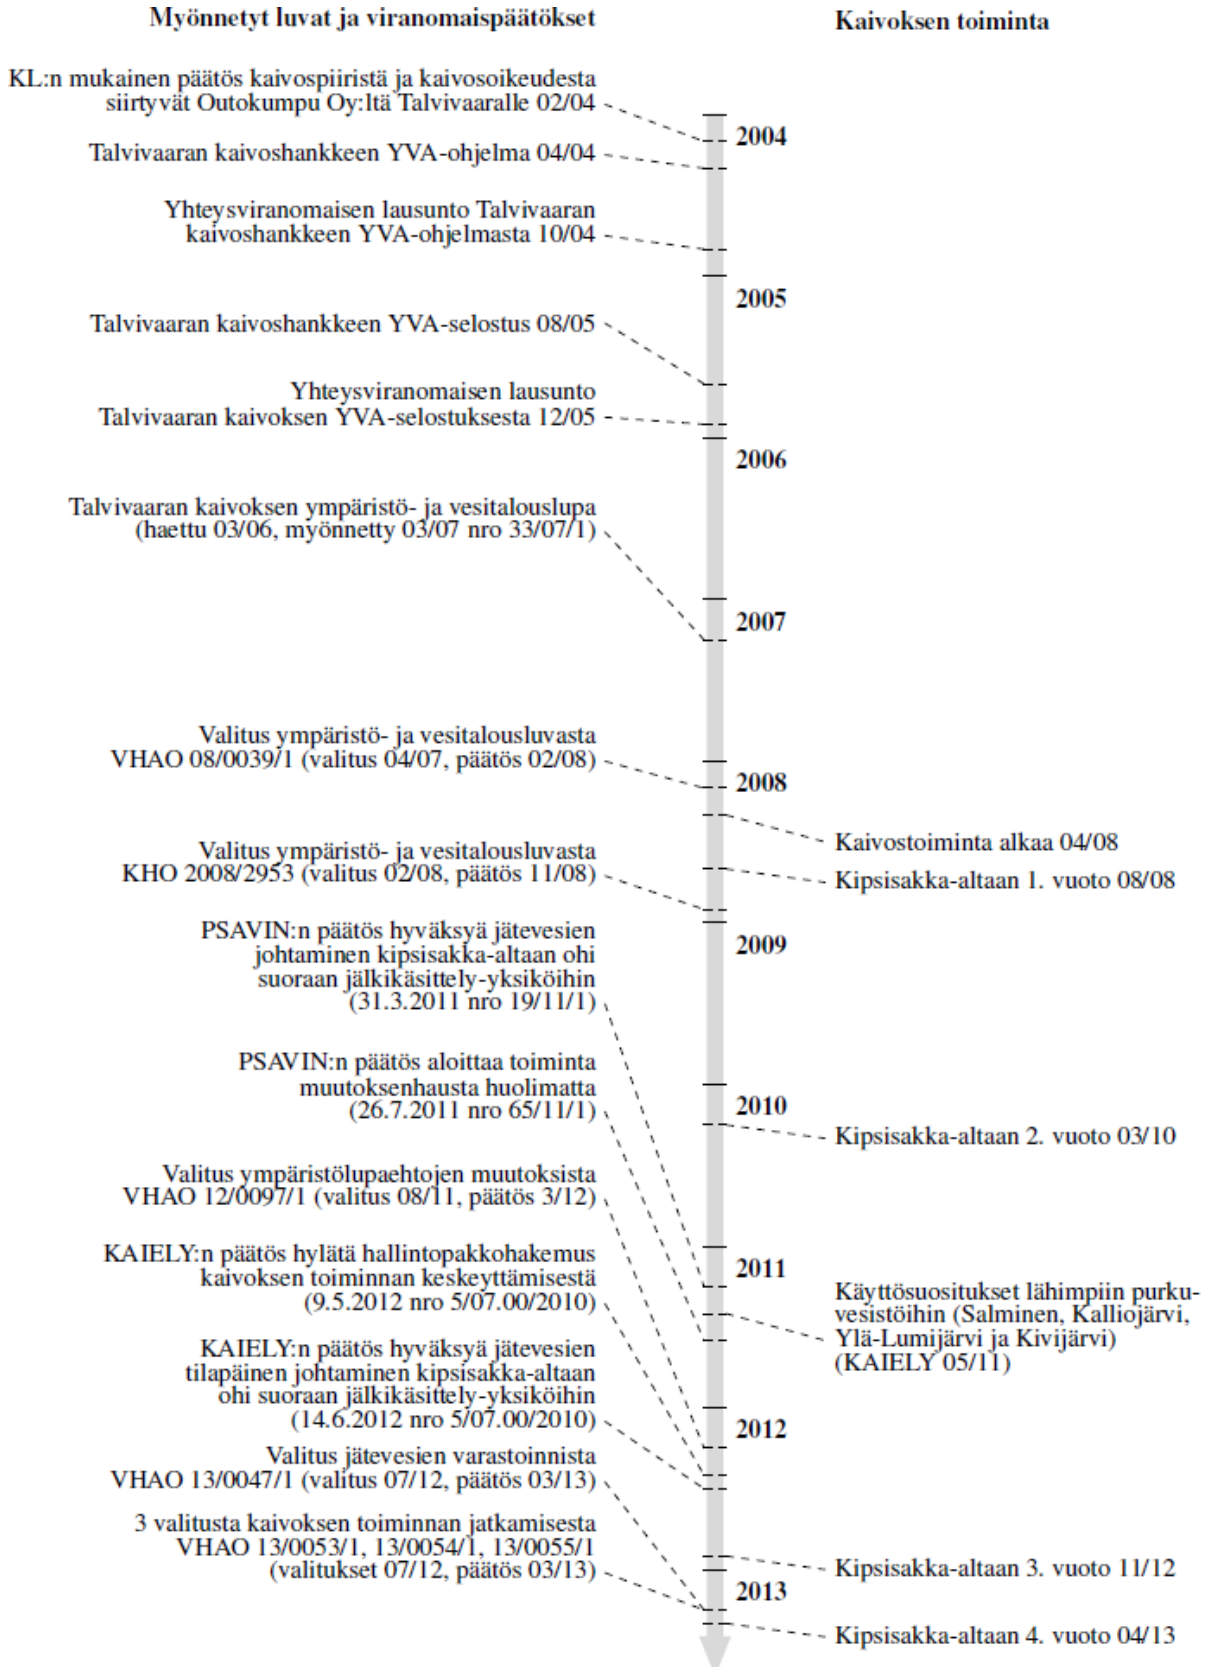 Myönnetyt luvat ja viranomaispäätökset
Kaivoksen toiminta
KL:n mukainen päätös kaivospiiristä ja kaivosoikeudesta
siirtyvät Outokumpu Oy:ltä Talvivaaralle 02/04
2004
Talvivaaran kaivoshankkeen YVA-ohjelma 04/04
Yhteysviranomaisen lausunto Talvivaaran
kaivoshankkeen YVA-ohjelmasta 10/04
2005
Talvivaaran kaivoshankkeen YVA-selostus 08/05
Yhteysviranomaisen lausunto
Talvivaaran kaivoksen YVA-selostuksesta 12/05
2006
Talvivaaran kaivoksen ympäristö- ja vesitalouslupa
(haettu 03/06, myönnetty 03/07 nro 33/07/1)
2007
Valitus ympäristö- ja vesitalousluvasta
VHAO 08/0039/1 (valitus 04/07, päätös 02/08)
2008
Kaivostoiminta alkaa 04/08
Valitus ympäristö- ja vesitalousluvasta
KHO 2008/2953 (valitus 02/08, päätös 11/08)
Kipsisakka-altaan 1. vuoto 08/08
PSAVIN:n päätös hyväksyä jätevesien
johtaminen kipsisakka-altaan ohi
suoraan jälkikäsittely-yksiköihin
(31.3.2011 nro 19/11/1)
2009
PSAVIN:n päätös aloittaa toiminta
muutoksenhausta huolimatta
(26.7.2011 nro 65/11/1)
2010
Kipsisakka-altaan 2. vuoto 03/10
Valitus ympäristölupaehtojen muutoksista
VHAO 12/0097/1 (valitus 08/11, päätös 3/12)
KAIELY:n päätös hylätä hallintopakkohakemus
kaivoksen toiminnan keskeyttämisestä
(9.5.2012 nro 5/07.00/2010)
2011
Käyttösuositukset lähimpiin purku-
vesistöihin (Salminen, Kalliojärvi,
Ylä-Lumijärvi ja Kivijärvi)
(KAIELY 05/11)
KAIELY:n päätös hyväksyä jätevesien
tilapäinen johtaminen kipsisakka-altaan
ohi suoraan jälkikäsittely-yksiköihin
(14.6.2012 nro 5/07.00/2010)
2012
Valitus jätevesien varastoinnista
VHAO 13/0047/1 (valitus 07/12, päätös 03/13)
3 valitusta kaivoksen toiminnan jatkamisesta
VHAO 13/0053/1, 13/0054/1, 13/0055/1
(valitukset 07/12, päätös 03/13)
Kipsisakka-altaan 3. vuoto 11/12
2013
Kipsisakka-altaan 4. vuoto 04/13